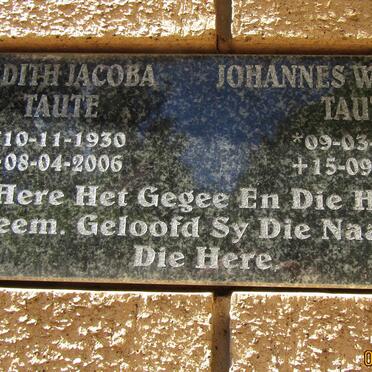 DITH JACOBA JOHANNES W
TAUTE TAU
10-11-1930 *09-03-
08-04-2006 +15-09
Here Het Gegee En Die H
eem. Geloofd Sy Die Naa
Die Here.